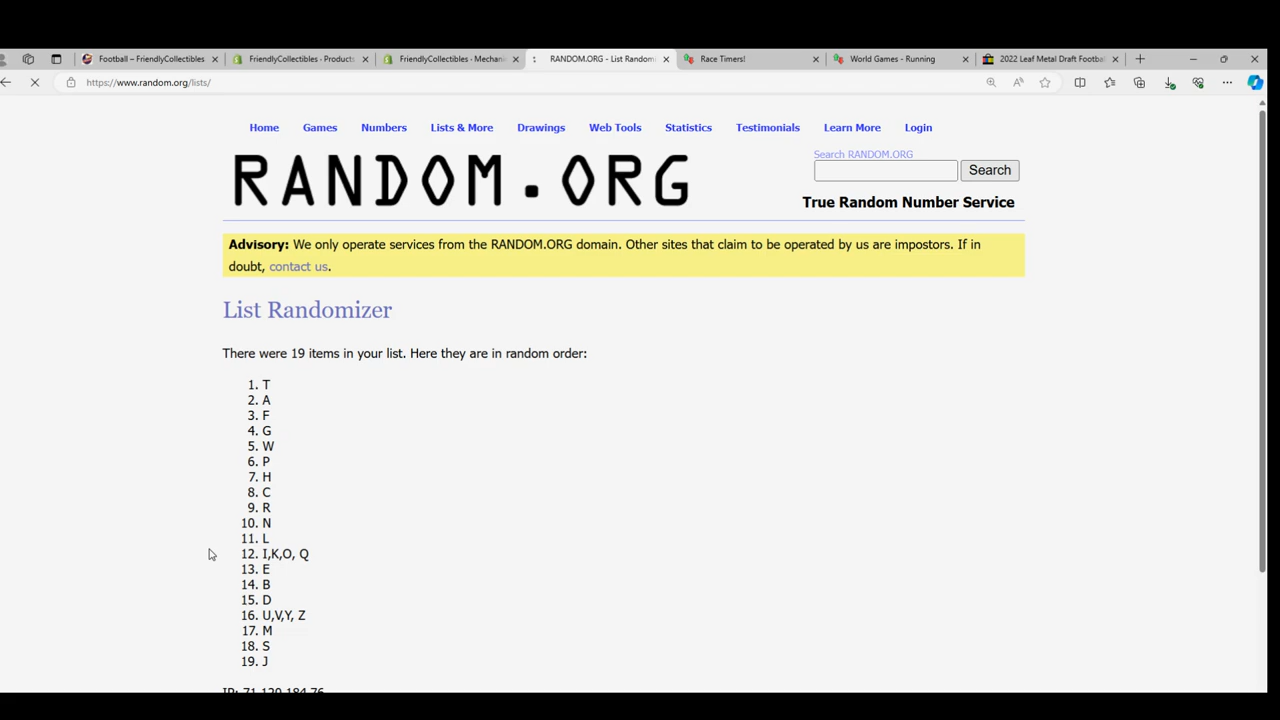 Football – FriendlyCollectibles
FriendlyCollectibles · Products
FriendlyCollectibles · Mechani
RANDOM.ORG - List Randomi
Race Timers!
World Games - Running
2022 Leaf Metal Draft Footbal
https://www.random.org/lists/
Home Games Numbers Lists & More Drawings Web Tools Statistics Testimonials Learn More Login
RANDOM.ORG
Search RANDOM.ORG
Search
True Random Number Service
Advisory: We only operate services from the RANDOM.ORG domain. Other sites that claim to be operated by us are impostors. If in
doubt, contact us.
List Randomizer
There were 19 items in your list. Here they are in random order:
1. T
2. A
3. F
4. G
5. W
6. P
7. H
8. C
9. R
10. N
11. L
12. I,K,O, Q
13. E
14. B
15. D
16. U,V,Y, Z
17. M
18. S
19. J
IP: 71.120.184.76